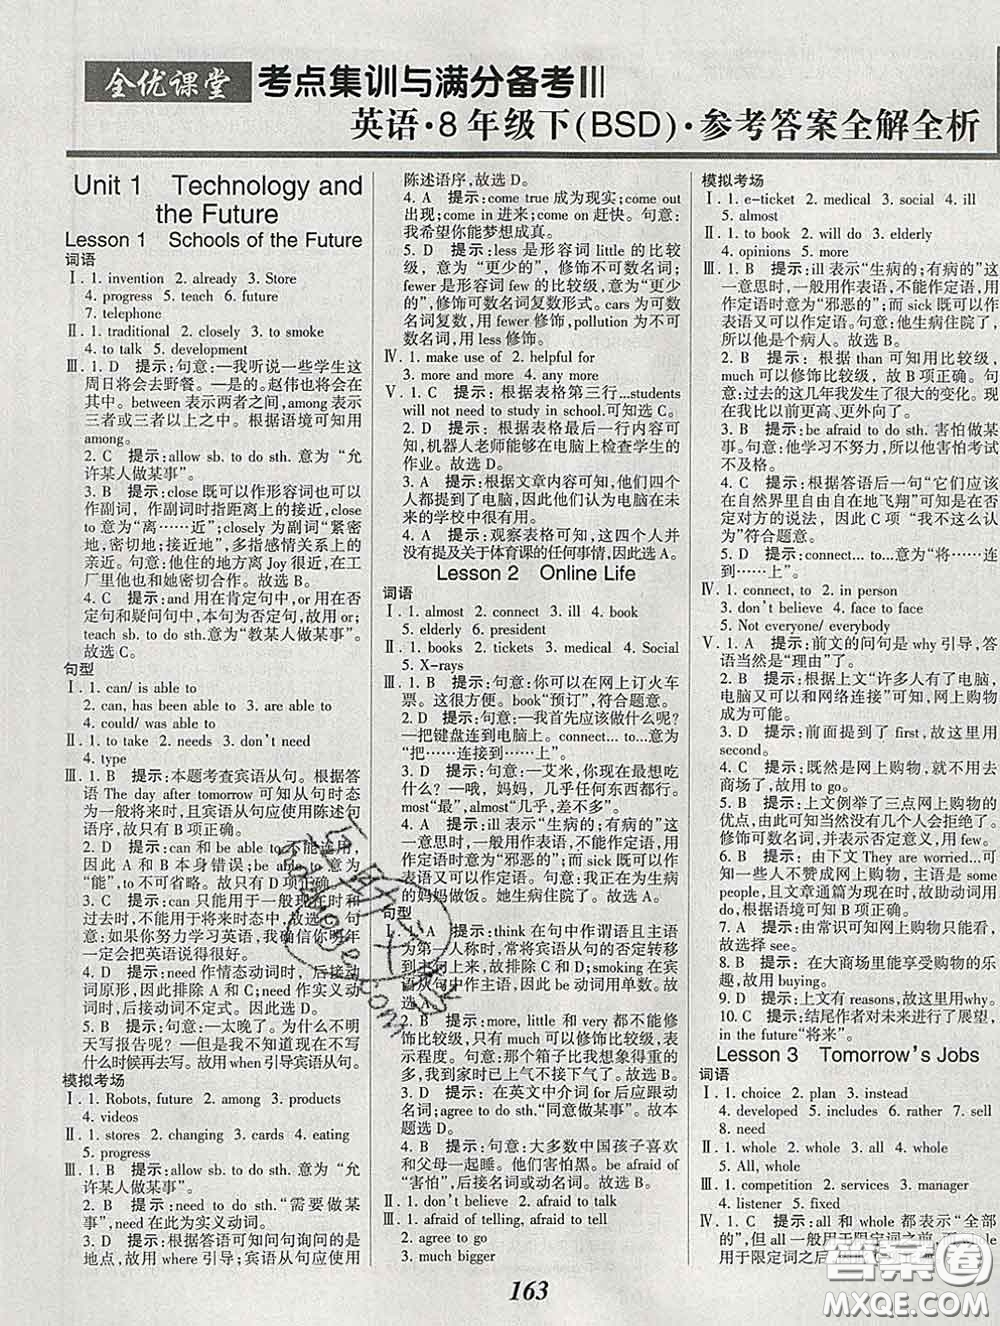 全优课堂 考点集训与满分备考
英语·8年级下(BSD)·参考答案全解全析
Unit 1 Technology and
the Future
Lesson 1 Schools of the Future
词语
Ⅰ. 1. invention 2. already 3. Store
4. progress 5. teach 6. future
7. telephone
Ⅱ. 1. traditional 2. closely 3. to smoke
4. to talk 5. development
Ⅲ. 1. D 提示:句意:—我听说一些学生这
周日将会去野餐。—是的。赵伟也将会在
其中。between 表示两者之间,among 表示
三者或三者以上之中。根据语境可知用
among。
2. C 提示:allow sb. to do sth. 意为“允
许某人做某事”。
3. B 提示:close 既可以作形容词也可以
作副词,作副词时指距离上的接近,close
to 意为“离……近”;closely 为副词“紧密
地,密切地;接近地”,多指感情关系上的亲
密。句意:他住的地方离 Joy 很近,在工
厂里他也和她密切合作。故选 B。
4. C 提示:and 用在肯定句中,or 用在否
定句和疑问句中,本句为否定句,故用 or;
teach sb. to do sth.意为“教某人做某事”。
故选 C。
句型
Ⅰ. 1. can/ is able to
2. can, has been able to 3. are able to
4. could/ was able to
Ⅱ. 1. to take 2. needs 3. don't need
4. type
Ⅲ. 1. B 提示:本题考查宾语从句。根据答
语 The day after tomorrow 可知从句时态
为一般将来时,且宾语从句应使用陈述句
语序,故只有 B 项正确。
2. D 提示:can 和 be able to 不能连用,
因此 A 和 B 本身错误;be able to 意为
“能”,to 不可省略。故只有 D 项正确。
3. C 提示:can 只能用于一般现在时和
过去时,不能用于将来时态中。故选 C。句
意:如果你努力学习英语,我确信你明年
一定会把英语说得很好。
4. D 提示:need 作情态动词时,后接动
词原形,因此排除 A、C 项;need 作实义动
词时,后接动词不定式。因此选 D。
5. B 提示:句意:—太晚了。为什么不明
天写报告呢?—但是我不知道现在不写
什么时候再去写。故用 when 引导宾语从句。
模拟考场
Ⅰ. 1. Robots, future 2. among 3. products
4. videos
Ⅱ. 1. stores 2. changing 3. cards 4. eating
5. progress
Ⅲ. 1. B 提示:allow sb. to do sth. 意为“允
许某人做某事”。
2. B 提示:need to do sth. “需要做某
事”,need 在此为实义动词。
3. D 提示:根据答语可知问句询问的是
地点,故用 where 引导;宾语从句应使用
陈述语序,故选 D。
4. A 提示:come true 成为现实;come out
出现;come in 进来;come on 赶快。句意:
我希望你能梦想成真。
5. D 提示:less 是形容词 little 的比较
级,意为“更少的”,修饰不可数名词;
fewer 是形容词 few 的比较级,意为“更少
的”,修饰可数名词复数形式。cars 为可数
名词复数,用 fewer 修饰,pollution 为不可
数名词,用 less 修饰。
Ⅳ. 1. make use of 2. helpful for
3. more and more 4. any more
Ⅴ. 1. C 提示:根据表格第三行…students
will not need to study in school.可知选 C。
2. D 提示:根据表格最后一行内容可
知,机器人老师能够在电脑上检查学生的
作业。故选 D。
3. D 提示:根据文章内容可知,他们四个
人都提到了电脑,因此他们认为电脑在未
来的学校中很有用。
4. A 提示:观察表格可知,这四个人并
没有提及关于体育课的任何事情,因此选 A。
Lesson 2 Online Life
词语
Ⅰ. 1. almost 2. connect 3. ill 4. book
5. elderly 6. president
Ⅱ. 1. books 2. tickets 3. medical 4. Social
5. X-rays
Ⅲ. 1. B 提示:句意:你可以在网上订火车
票。这很方便。book“预订”,符合题意。
2. D 提示:句意:—我首先应该做什么呢?
—把键盘连到电脑上。connect… to…意为
“把……连接到……上”。
3. D 提示:句意:—艾米,你现在最想吃
什么?—哦,妈妈,几乎任何东西都行。
most“最”,almost“几乎,差不多”。
4. A 提示:ill 表示“生病的;有病的”这
一意思时,一般用作表语,不能用作定语,用
作定语时意为“邪恶的”;而 sick 既可以作
表语又可以作定语。句意:他必须为生病的
的妈妈做饭。她生病住院了。故选 A。
句型
Ⅰ. 1. A 提示:think 在句中作谓语且主语
为第一人称时,常将宾语从句的否定转移
到主句上来,故排除 C 和 D;smoking 在宾
语从句中作主语,be 动词用单数。故选 A。
2. B 提示:more, little 和 very 都不能修
饰比较级,只有 much 可以修饰比较级,
表示程度。句意:那个箱子比我料想的要
重得多。故选 B。
3. D 提示:在英文中介词 for 后应跟动
名词;agree to do sth. “同意做某事”。故本
题选 D。
4. B 提示:句意:大多数中国孩子喜欢
和父母一起睡。他们害怕黑。be afraid of
“害怕”,后接名词或动名词。故选 B。
Ⅱ. 1. don't believe 2. afraid to talk
Ⅲ. 1. afraid of telling, afraid to tell
2. agree to go
3. much bigger
模拟考场
Ⅰ. 1. e-ticket 2. medical 3. social 4. ill
5. almost
Ⅱ. 1. to book 2. will do 3. elderly
4. opinions 5. more
Ⅲ. 1. B 提示:ill 表示“生病的;有病的”这
一意思时,一般用作表语,不能用作定语,用
作定语时意为“邪恶的”;而 sick 既可以作
表语又可以作定语。句意:他生病住院了,
所以他是个病人。故选 B。
2. B 提示:根据 than 可知用比较级,
much 可以修饰比较级,故 B 项正确。句
意:过去的这几年我发生了很大的变化。现
在我比以前更高、更外向了。
3. B 提示:be afraid to do sth. 害怕做某
事。句意:他学习不努力,所以他害怕考试
不及格。
4. C 提示:根据答语后一句“它们应该
在自然界里自由自在地飞翔”可知是在否
定对方的说法,因此 C 项“我不这么认
为”符合题意。
5. D 提示:connect… to…意为“将……连
到……上”。
Ⅳ. 1. connect, to 2. in person
3. don't believe 4. face to face
5. Not everyone/ everybody
Ⅴ. 1. A 提示:前文的问句是 why 引导,答
语当然是“理由”了。
2. B 提示:根据上文“许多人有了电脑,
电脑又可以和网络连接”可知,网上购物
成为可能。
3. D 提示:前面提到了 first,故这里用
second。
4. C 提示:既然是网上购物,就不用去
商场了,故用 to go。
5. B 提示:上文例举了三点网上购物的
优点,由此可知没有几个人会拒绝了。
修饰可数名词,并表示否定意义,用 few。
6. B 提示:由下文 They are worried…可
知一些人不赞成网上购物,主语是 some
people,且文章通篇为现在时,故助动词用
do,根据句意此处应为否定,故选 B。
7. C 提示:由常识可知网上购物只能看,
故选择 see。
8. B 提示:在大商场里能享受购物的乐
趣,故用 buying。
9. D 提示:上文有 reasons,故这里用why。
10. C 提示:结尾作者对未来进行了展望,
in the future“将来”。
Lesson 3 Tomorrow's Jobs
词语
Ⅰ. 1. choice 2. plan 3. instead
4. developed 5. includes 6. rather 7. sell
8. need
Ⅱ. 1. whole 2. whole 3. all 4. whole
5. All, whole
Ⅲ. 1. competition 2. services 3. manager
4. listener 5. fixed
Ⅳ. 1. C 提示:all 和 whole 都表示“全部
的”,但 all 一般用于限定词之前,
用于限定词之后
163
答案圈
MXQE.COM